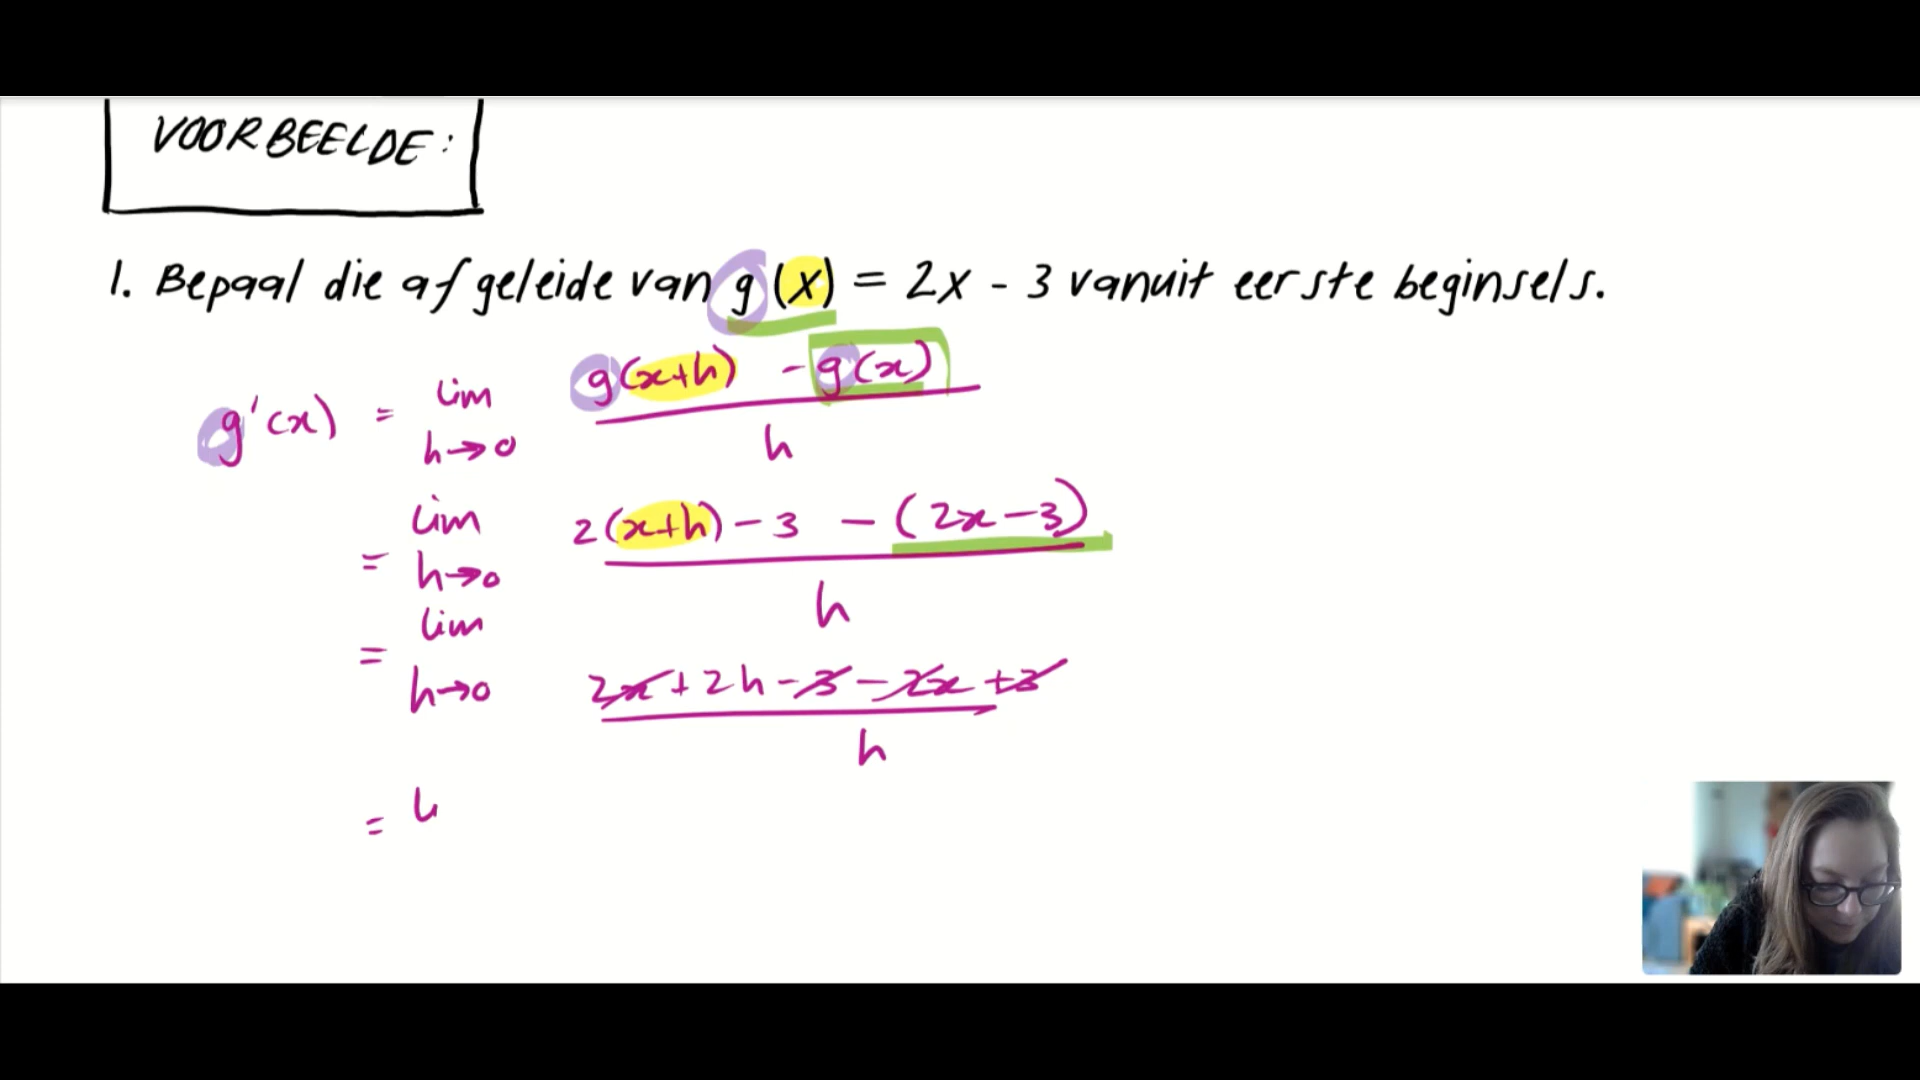 VOORBEELDE:
1. Bepaal die afgeleide van g(x) = 2x - 3 vanuit eerste beginsels.
g'(x) = lim h→0 g(x+h) - g(x) / h
= lim h→0 2(x+h) - 3 - (2x - 3) / h
= lim h→0 2x + 2h - 3 - 2x + 3 / h
=